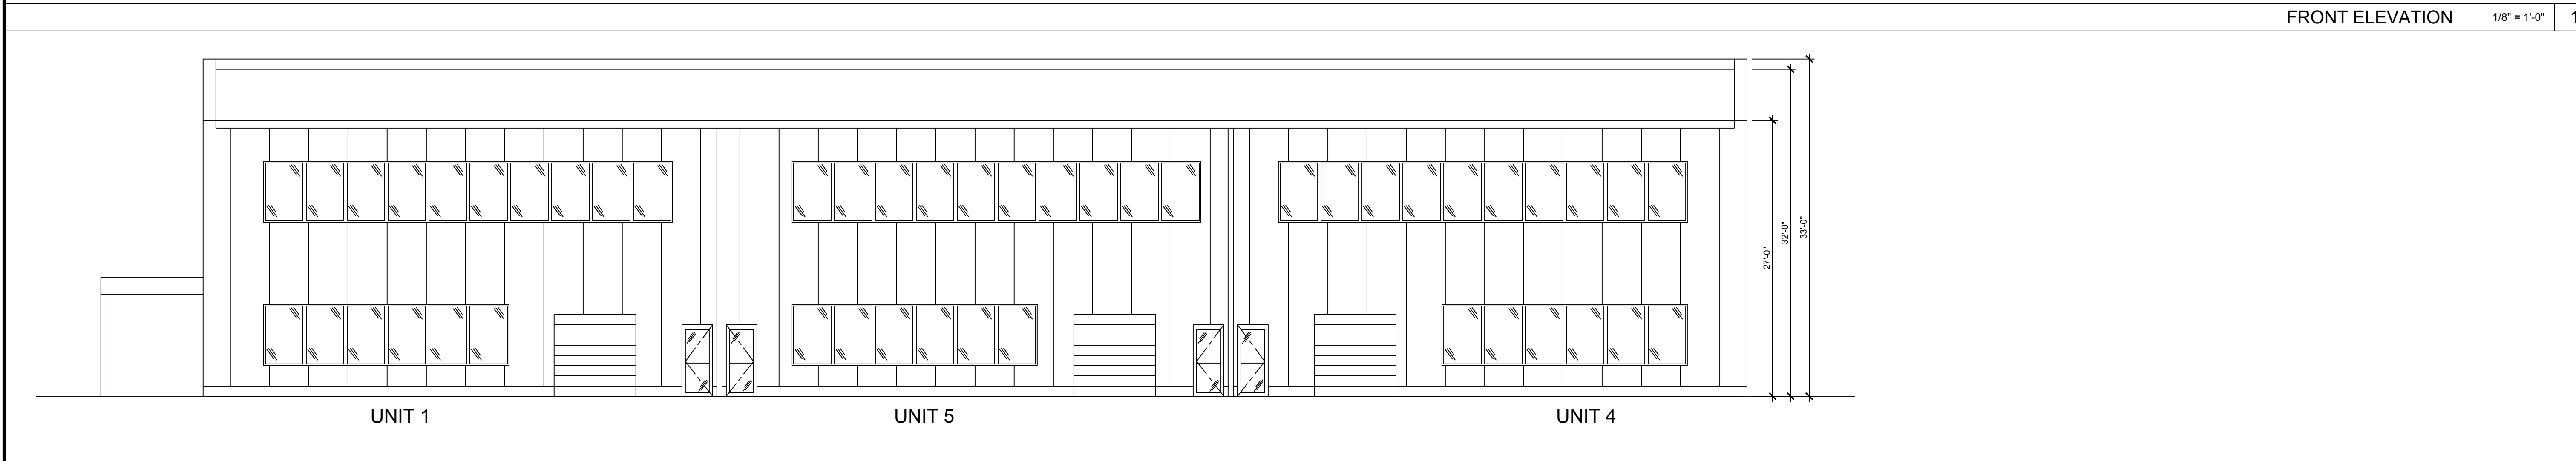 FRONT ELEVATION 1/8" = 1'-0" 1
27'-0"
32'-0"
33'-0"
UNIT 1
UNIT 5
UNIT 4